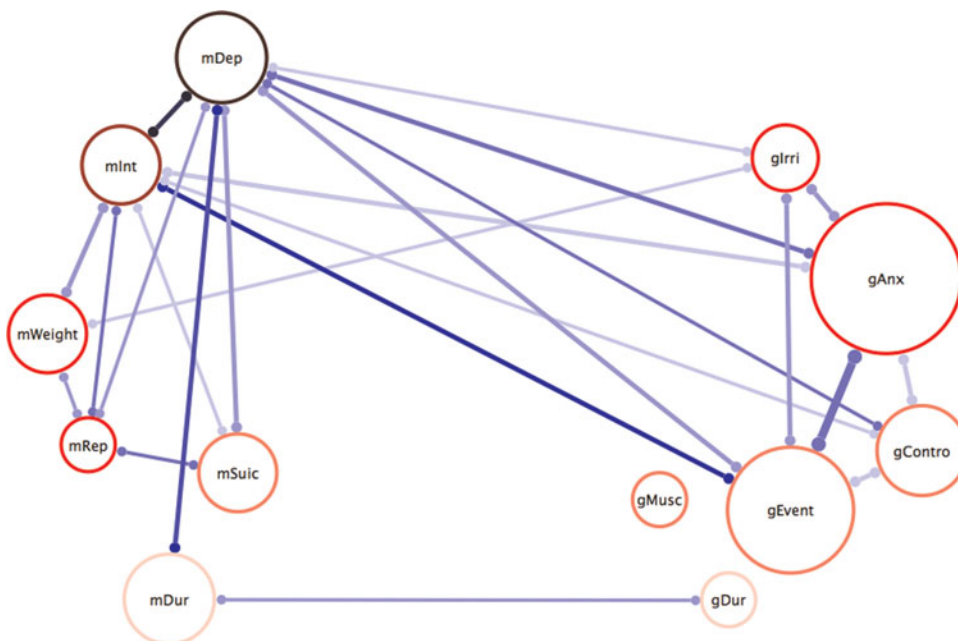 mDep
gIrri
mInt
gAnx
mWeight
mRep
mSuic
gContro
gMusc
gEvent
mDur
gDur